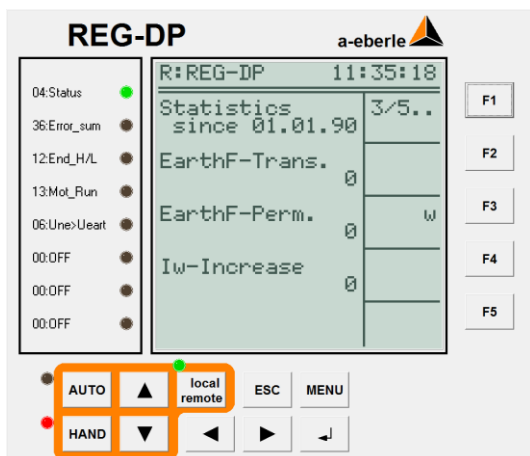 REG-DP
a-eberle
04:Status
36:Error_sum
12:End_H/L
13:Mot_Run
06:Une>Ueart
00:OFF
00:OFF
00:OFF
R:REG-DP 11:35:18
Statistics 3/5..
since 01.01.90
EarthF-Trans.
0
EarthF-Perm. w
0
Iw-Increase
0
F1
F2
F3
F4
F5
AUTO
local
remote
ESC
MENU
HAND